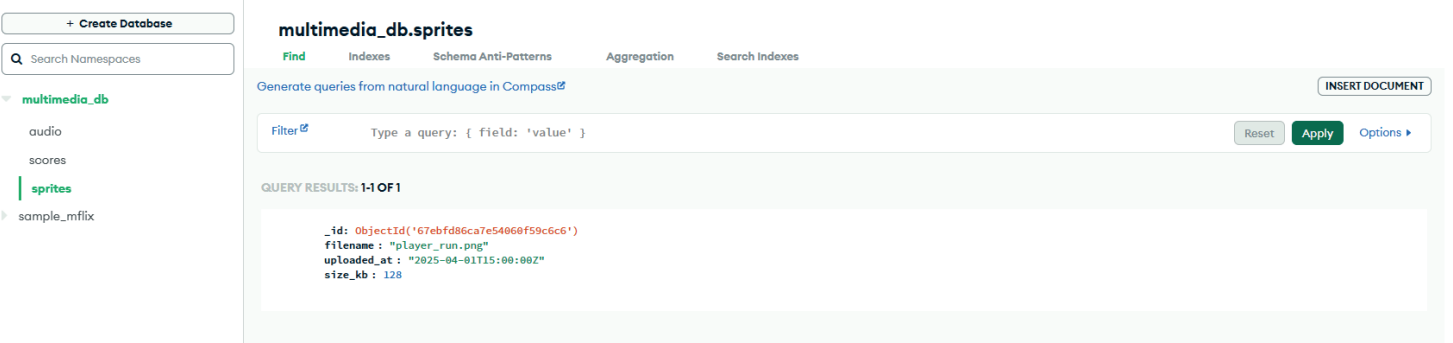 + Create Database
Search Namespaces
multimedia_db
audio
scores
sprites
sample_mflix
multimedia_db.sprites
Find Indexes Schema Anti-Patterns Aggregation Search Indexes
Generate queries from natural language in Compass
INSERT DOCUMENT
Filter Type a query: { field: 'value' } Reset Apply Options
QUERY RESULTS: 1-1 OF 1
_id: ObjectId('67ebfd86ca7e54060f59c6c6')
filename : "player_run.png"
uploaded_at : "2025-04-01T15:00:00Z"
size_kb : 128